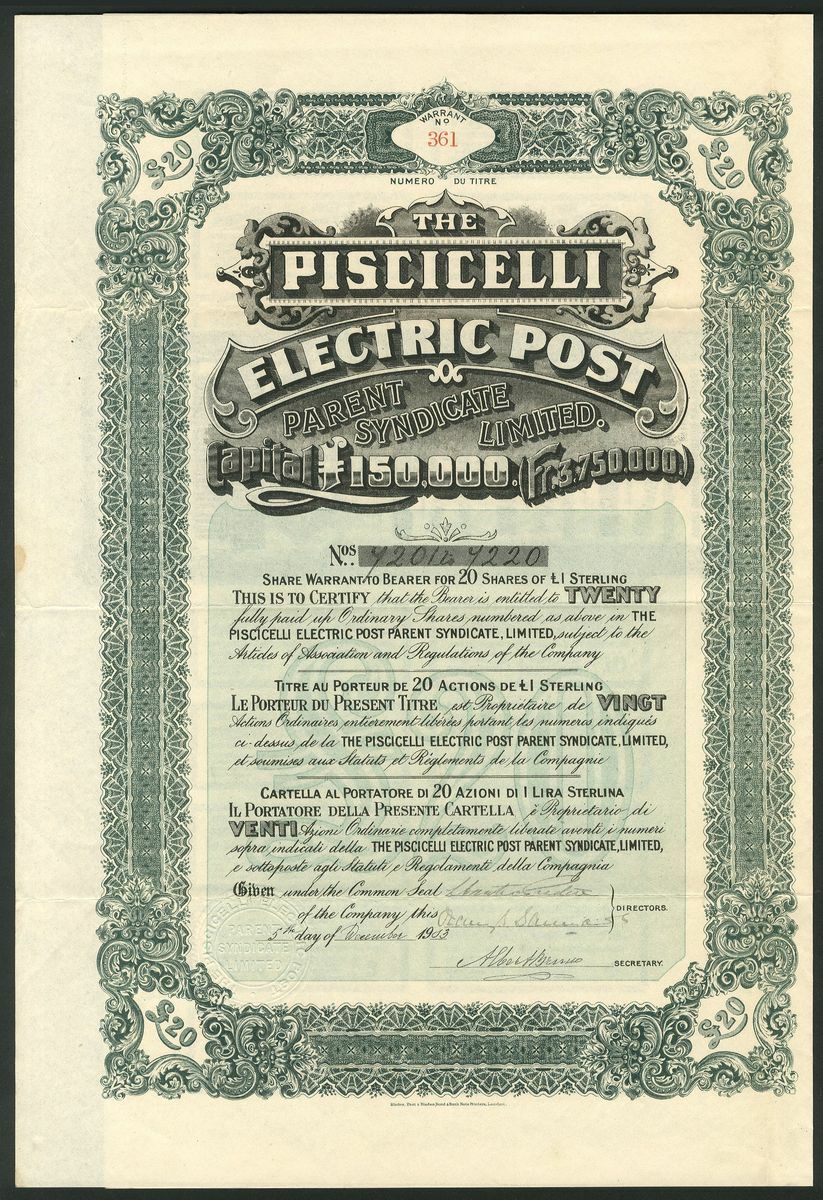 WARRANT
No
361
£20
£20
NUMERO DU TITRE
THE
PISCICELLI
ELECTRIC POST
PARENT
SYNDICATE
LIMITED.
Capital £150,000. (Fr. 3,750.000.)
Nos: 7201 to 7220
SHARE WARRANT TO BEARER FOR 20 SHARES OF £1 STERLING
THIS IS TO CERTIFY that the Bearer is entitled to TWENTY
fully paid up Ordinary Shares numbered as above in THE
PISCICELLI ELECTRIC POST PARENT SYNDICATE, LIMITED, subject to the
Articles of Association and Regulations of the Company
TITRE AU PORTEUR DE 20 ACTIONS DE £1 STERLING
LE PORTEUR DU PRESENT TITRE est Propriétaire de VINGT
Actions Ordinaires entièrement libérées portant les numeros indiqués
ci-dessus de la THE PISCICELLI ELECTRIC POST PARENT SYNDICATE, LIMITED,
et soumises aux Statuts et Réglements de la Compagnie
CARTELLA AL PORTATORE DI 20 AZIONI DI 1 LIRA STERLINA
IL PORTATORE DELLA PRESENTE CARTELLA è Proprietario di
VENTI Azioni Ordinarie completamente liberate aventi i numeri
sopra indicati della THE PISCICELLI ELECTRIC POST PARENT SYNDICATE, LIMITED,
e sottoposte agli Statuti e Regolamenti della Compagnia
Given under the Common Seal
of the Company this
DIRECTORS.
5th day of December 1903
SECRETARY.
PARENT
SYNDICATE
LIMITED
£20
£20